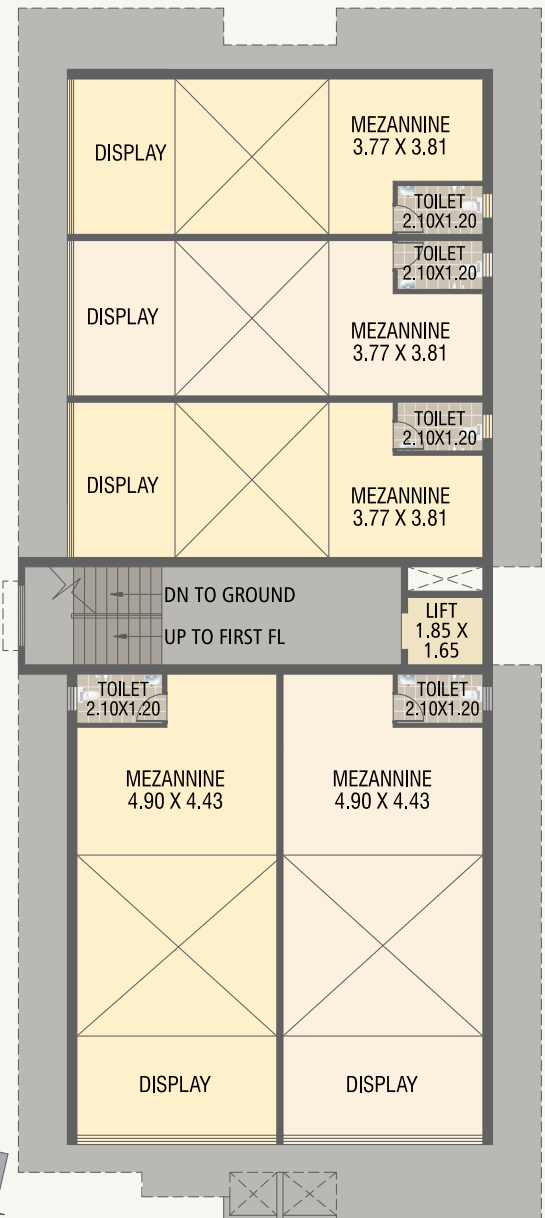 DISPLAY
MEZANNINE
3.77 X 3.81
TOILET
2.10X1.20
TOILET
2.10X1.20
DISPLAY
MEZANNINE
3.77 X 3.81
TOILET
2.10X1.20
DISPLAY
MEZANNINE
3.77 X 3.81
DN TO GROUND
UP TO FIRST FL
LIFT
1.85 X
1.65
TOILET
2.10X1.20
TOILET
2.10X1.20
MEZANNINE
4.90 X 4.43
MEZANNINE
4.90 X 4.43
DISPLAY
DISPLAY